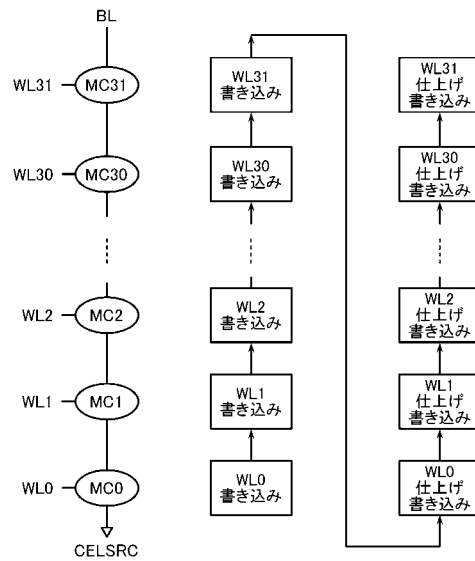 BL
WL31
MC31
WL30
MC30
WL2
MC2
WL1
MC1
WL0
MC0
CELSRC
WL31
書き込み
WL30
書き込み
WL2
書き込み
WL1
書き込み
WL0
書き込み
WL31
仕上げ
書き込み
WL30
仕上げ
書き込み
WL2
仕上げ
書き込み
WL1
仕上げ
書き込み
WL0
仕上げ
書き込み